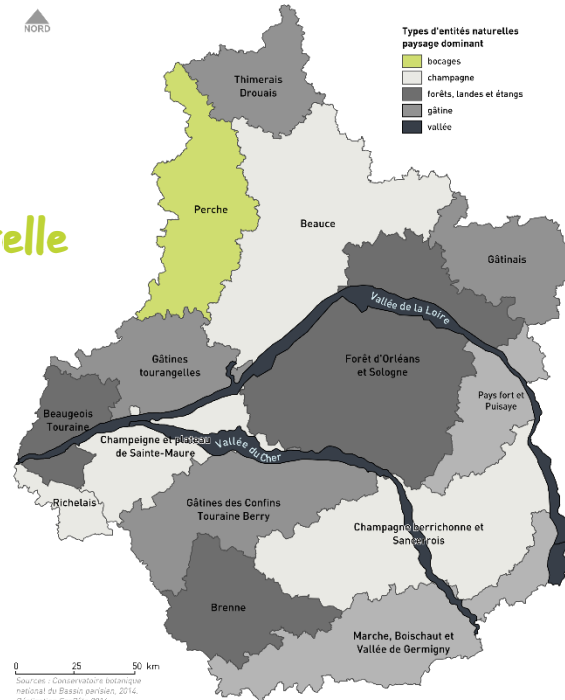 NORD
Types d'entités naturelles
paysage dominant
bocages
champagne
forêts, landes et étangs
gâtine
vallée
Thimerais
Drouais
Perche
Beauce
elle
Gâtinais
Vallée de la Loire
Gâtines
tourangelles
Forêt d'Orléans
et Sologne
Pays fort et
Puisaye
Beaugeois
Touraine
Champeigne et plateau
de Sainte-Maure
Vallée du Cher
Richelais
Gâtines des Confins
Touraine Berry
Champagne berrichonne et
Sancerrois
Brenne
Marche, Boischaut et
Vallée de Germigny
0 25 50 km
Sources : Conservatoire botanique
national du Bassin parisien, 2014,